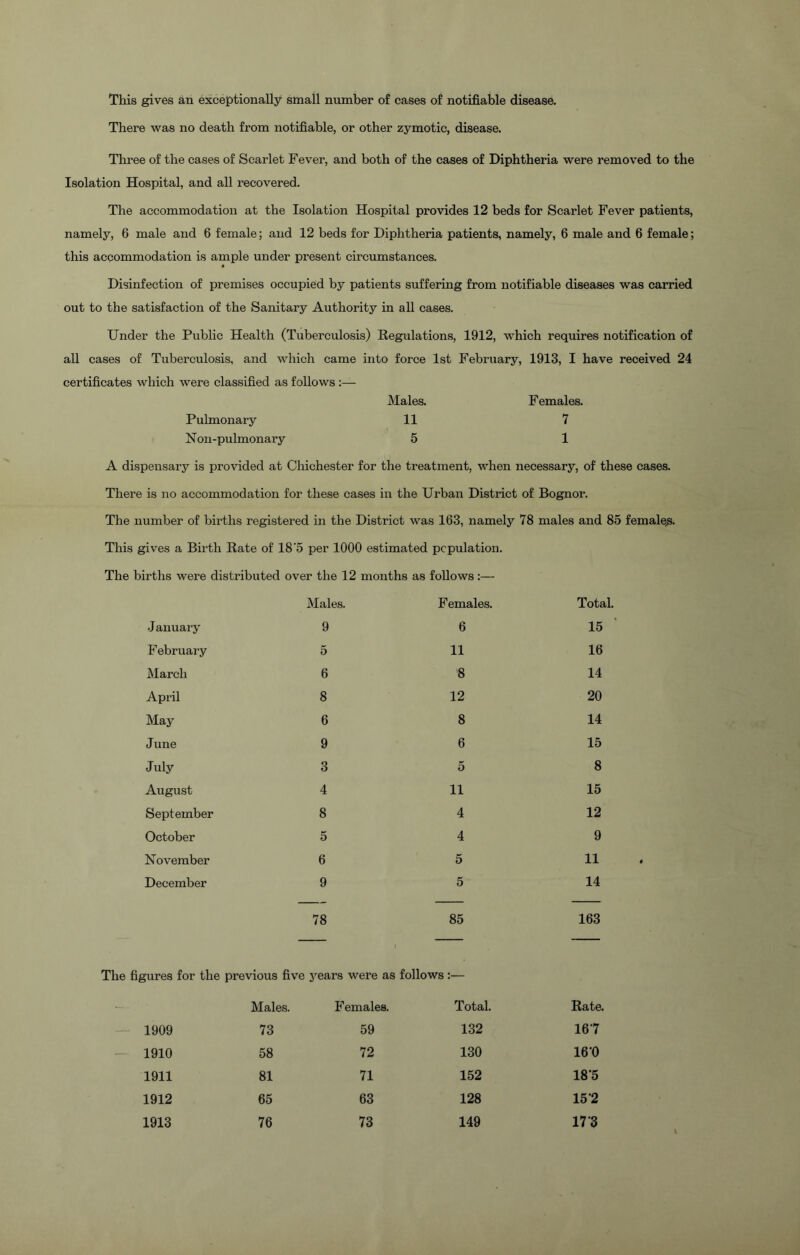 This gives an exceptionally small number of cases of notifiable disease.
There was no death from notifiable, or other zymotic, disease.
Three of the cases of Scarlet Fever, and both of the cases of Diphtheria were removed to the
Isolation Hospital, and all recovered.
The accommodation at the Isolation Hospital provides 12 beds for Scarlet Fever patients,
namely, 6 male and 6 female; and 12 beds for Diphtheria patients, namely, 6 male and 6 female;
this accommodation is ample under present circumstances.
Disinfection of premises occupied by patients suffering from notifiable diseases was carried
out to the satisfaction of the Sanitary Authority in all cases.
Under the Public Health (Tuberculosis) Regulations, 1912, which requires notification of
all cases of Tuberculosis, and which came into force 1st February, 1913, I have received 24
certificates which were classified as follows :—
Males. Females.
Pulmonary 11 7
Non-pulmonary 5 1
A dispensary is provided at Chichester for the treatment, when necessary, of these cases.
There is no accommodation for these cases in the Urban District of Bognor.
The number of births registered in the District was 163, namely 78 males and 85 females.
This gives a Birth Rate of 18·5 per 1000 estimated population.
The births were distributed over the 12 months as follows :—
Males. Females. Total.
January 9 6 15
February 5 11 16
March 6 8 14
April 8 12 20
May 6 8 14
June 9 6 15
July 3 5 8
August 4 11 15
September 8 4 12
October 5 4 9
November 6 5 11
December 9 5 14
78 85 163
The figures for the previous five years were as follows :—
Males. Females. Total. Rate.
1909 73 59 132 16·7
1910 58 72 130 16·0
1911 81 71 152 18·5
1912 65 63 128 15·2
1913 76 73 149 17·3